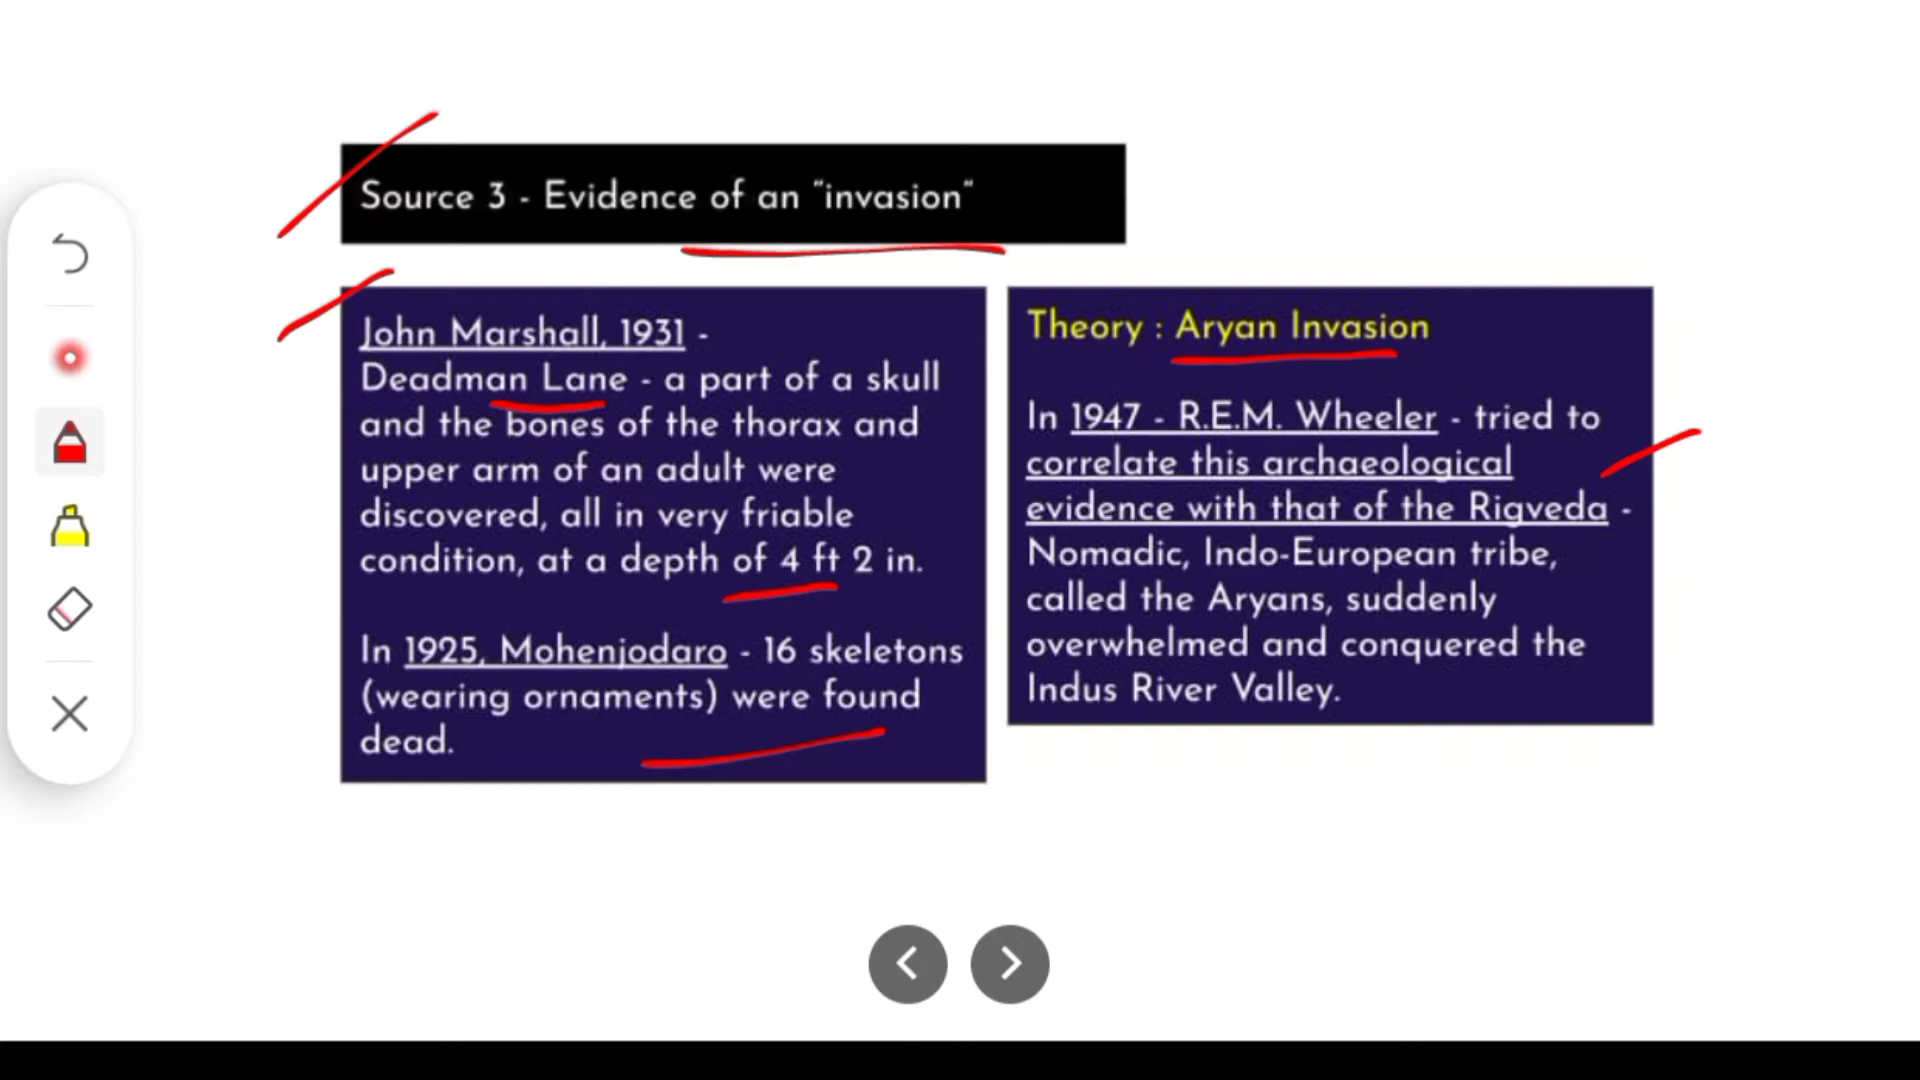 Source 3 - Evidence of an "invasion"
John Marshall, 1931 -
Deadman Lane - a part of a skull
and the bones of the thorax and
upper arm of an adult were
discovered, all in very friable
condition, at a depth of 4 ft 2 in.
In 1925, Mohenjodaro - 16 skeletons
(wearing ornaments) were found
dead.
Theory : Aryan Invasion
In 1947 - R.E.M. Wheeler - tried to
correlate this archaeological
evidence with that of the Rigveda -
Nomadic, Indo-European tribe,
called the Aryans, suddenly
overwhelmed and conquered the
Indus River Valley.